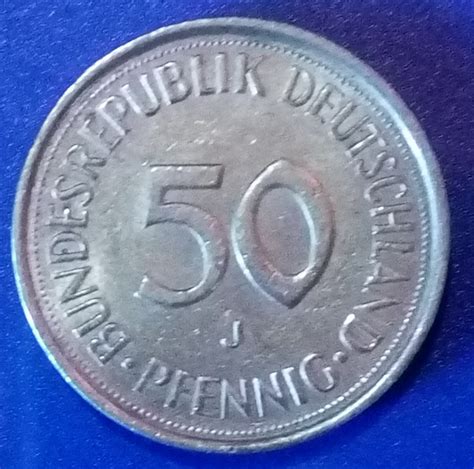 BUNDESREPUBLIK DEUTSCHLAND
50
J
· PFENNIG ·